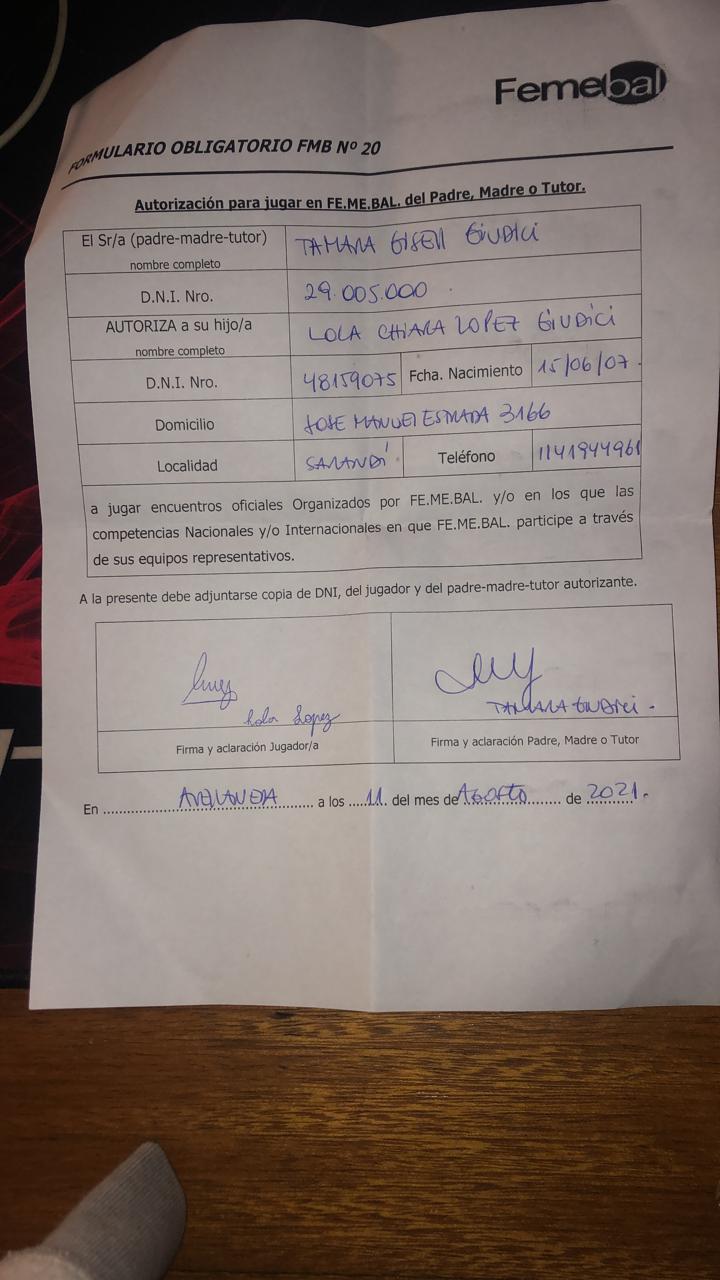 Femebal
FORMULARIO OBLIGATORIO FMB Nº 20
Autorización para jugar en FE.ME.BAL. del Padre, Madre o Tutor.
El Sr/a (padre-madre-tutor) TAMARA GISELL GIUDICI
nombre completo
D.N.I. Nro. 29.005.000
AUTORIZA a su hijo/a LOLA CHIARA LOPEZ GIUDICI
nombre completo
D.N.I. Nro. 48159075 Fcha. Nacimiento 15/06/07.
Domicilio JOSE MANUEL ESTRADA 3166
Localidad SARANDÍ Teléfono 1141944961
a jugar encuentros oficiales Organizados por FE.ME.BAL. y/o en los que las
competencias Nacionales y/o Internacionales en que FE.ME.BAL. participe a través
de sus equipos representativos.
A la presente debe adjuntarse copia de DNI, del jugador y del padre-madre-tutor autorizante.
Lola Lopez TAMARA GIUDICI.
Firma y aclaración Jugador/a Firma y aclaración Padre, Madre o Tutor
En AVELLANEDA a los 11. del mes de AGOSTO de 2021.